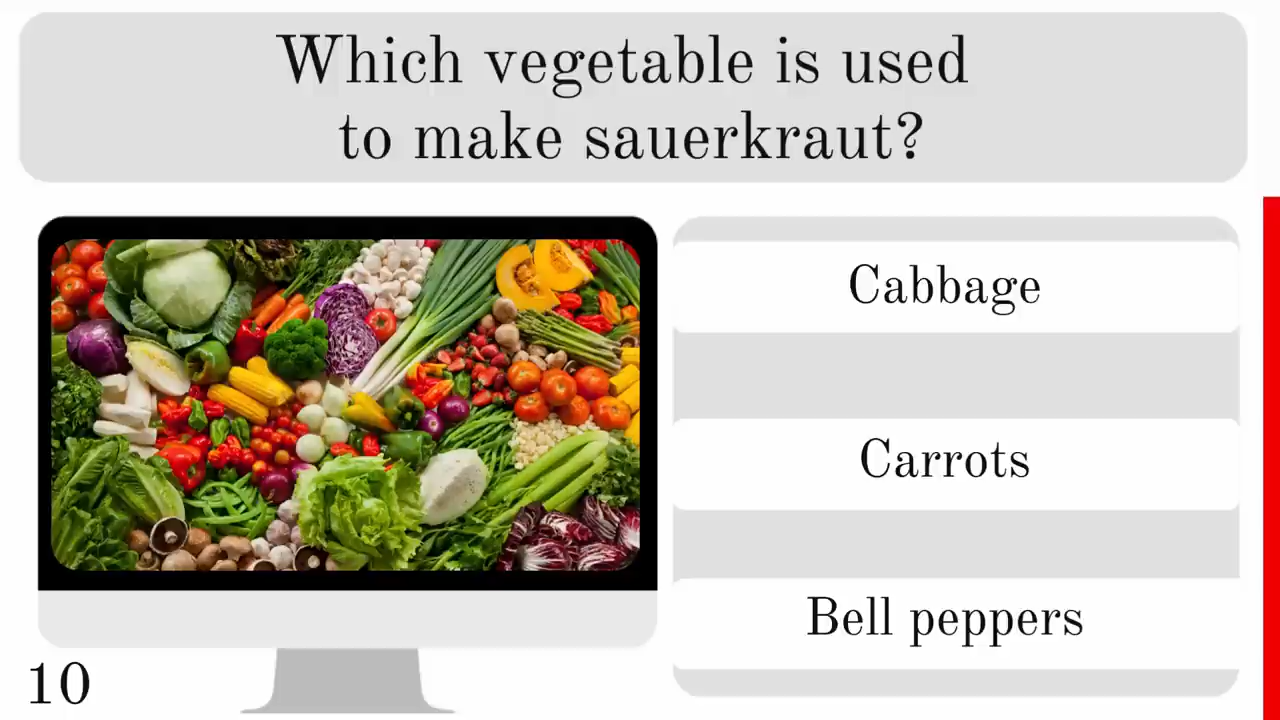 Which vegetable is used
to make sauerkraut?
Cabbage
Carrots
Bell peppers
10